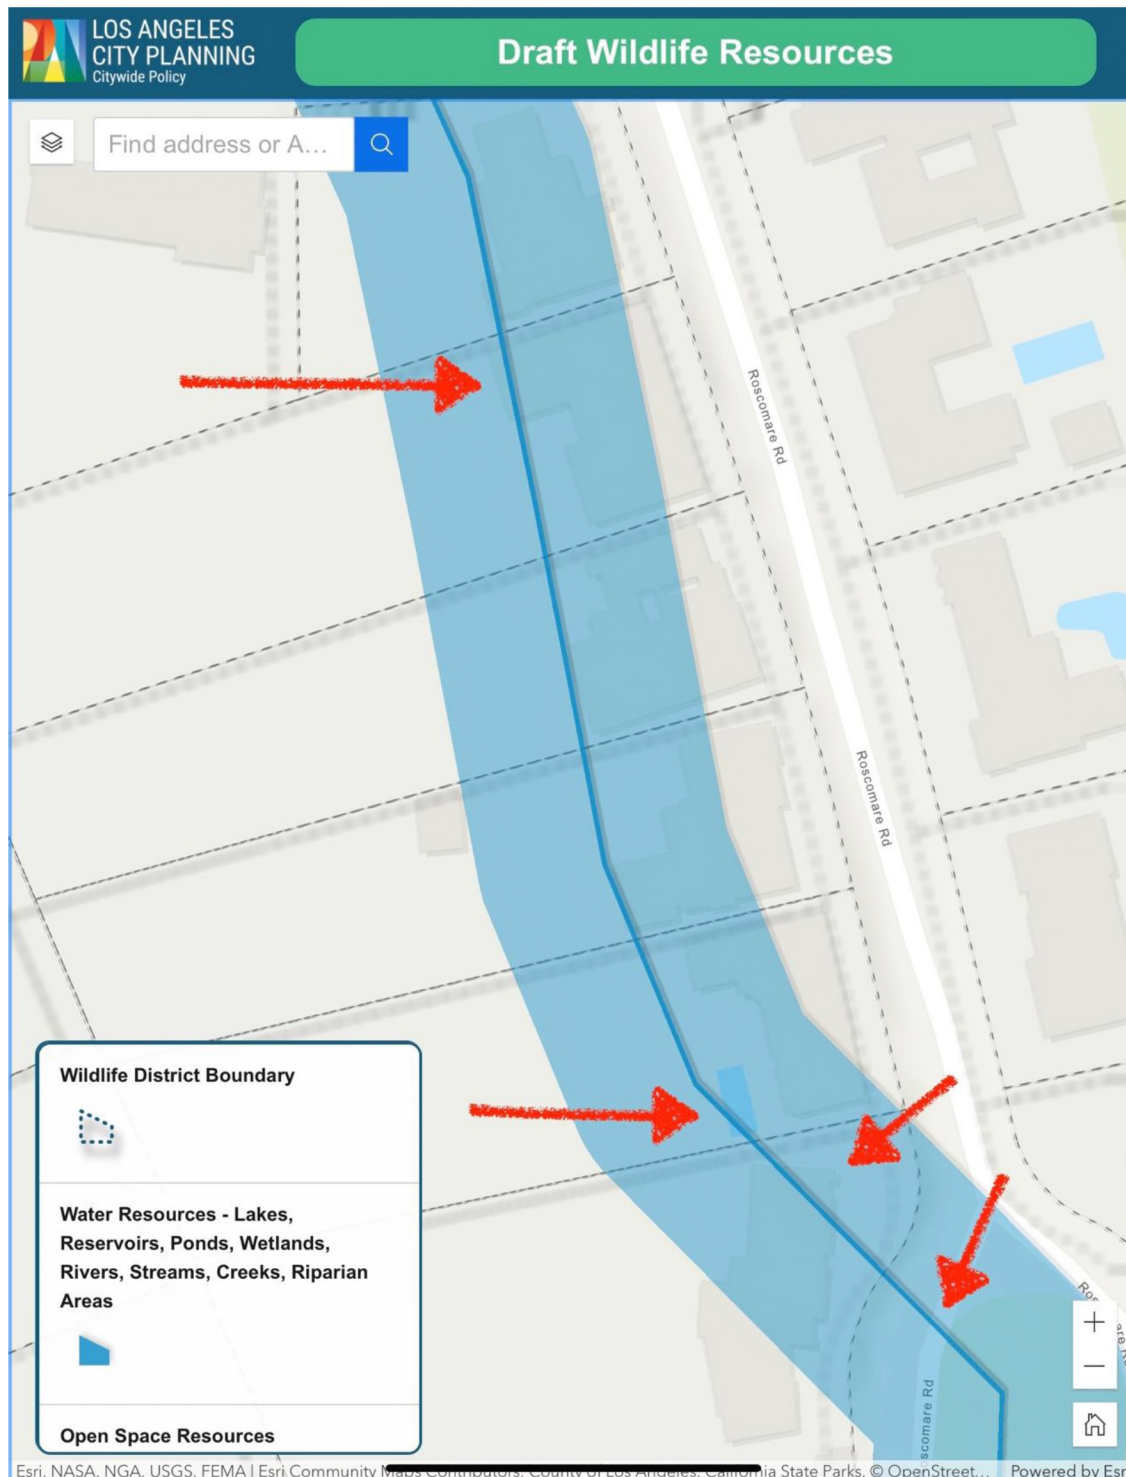 LOS ANGELES
CITY PLANNING
Citywide Policy
Draft Wildlife Resources
Find address or A...
Roscomare Rd
Roscomare Rd
Wildlife District Boundary
Water Resources - Lakes,
Reservoirs, Ponds, Wetlands,
Rivers, Streams, Creeks, Riparian
Areas
Open Space Resources
scomare Rd
Esri, NASA, NGA, USGS, FEMA | Esri Community Maps Contributors, County of Los Angeles, California State Parks, © OpenStreet... Powered by Esri